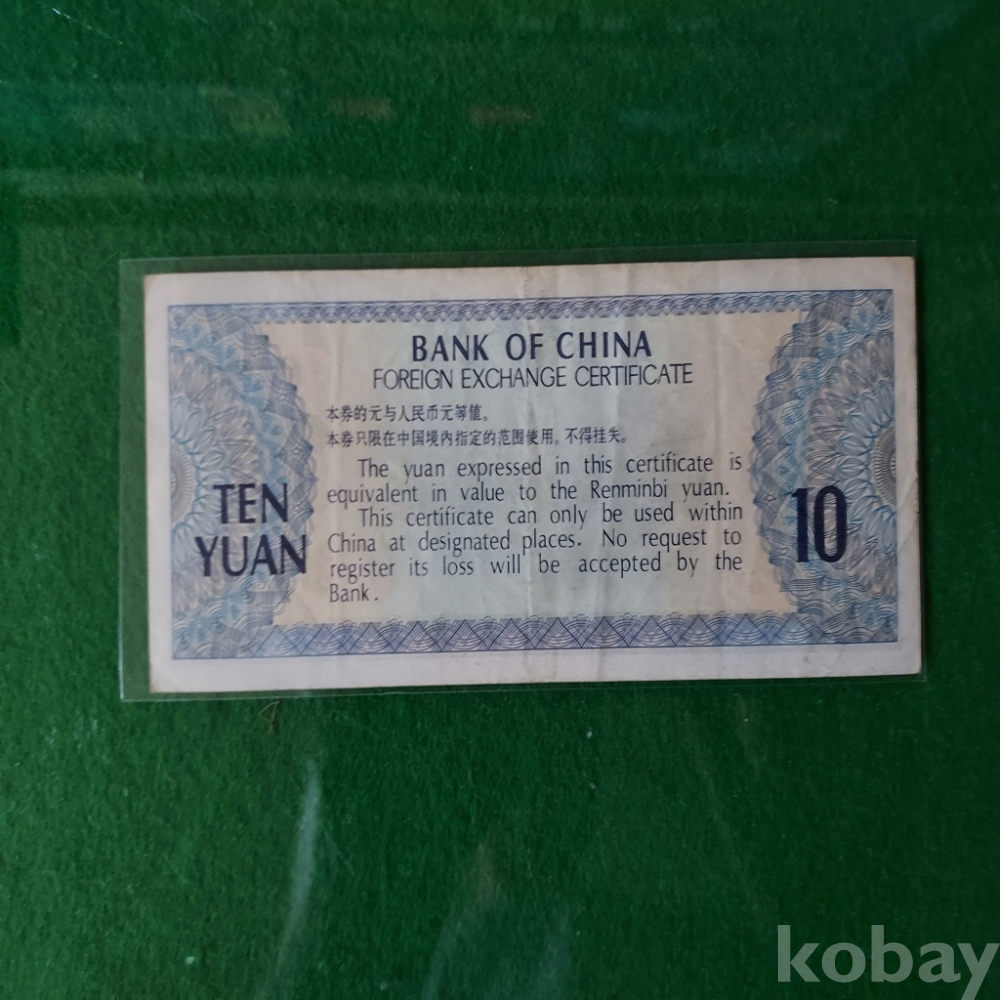 BANK OF CHINA
FOREIGN EXCHANGE CERTIFICATE
本券的元与人民币元等值。
本券只限在中国境内指定的范围使用，不得挂失。
The yuan expressed in this certificate is
equivalent in value to the Renminbi yuan.
This certificate can only be used within
China at designated places. No request to
register its loss will be accepted by the
Bank.
TEN
YUAN
10
kobay